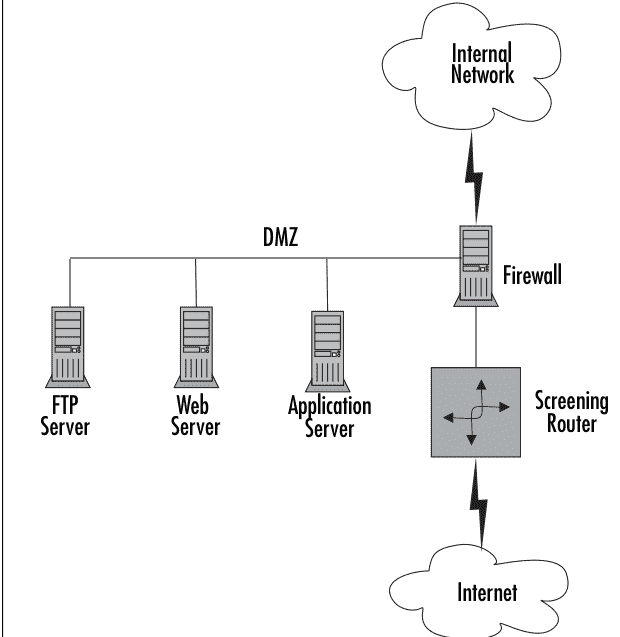 Internal
Network
DMZ
Firewall
FTP
Server
Web
Server
Application
Server
Screening
Router
Internet